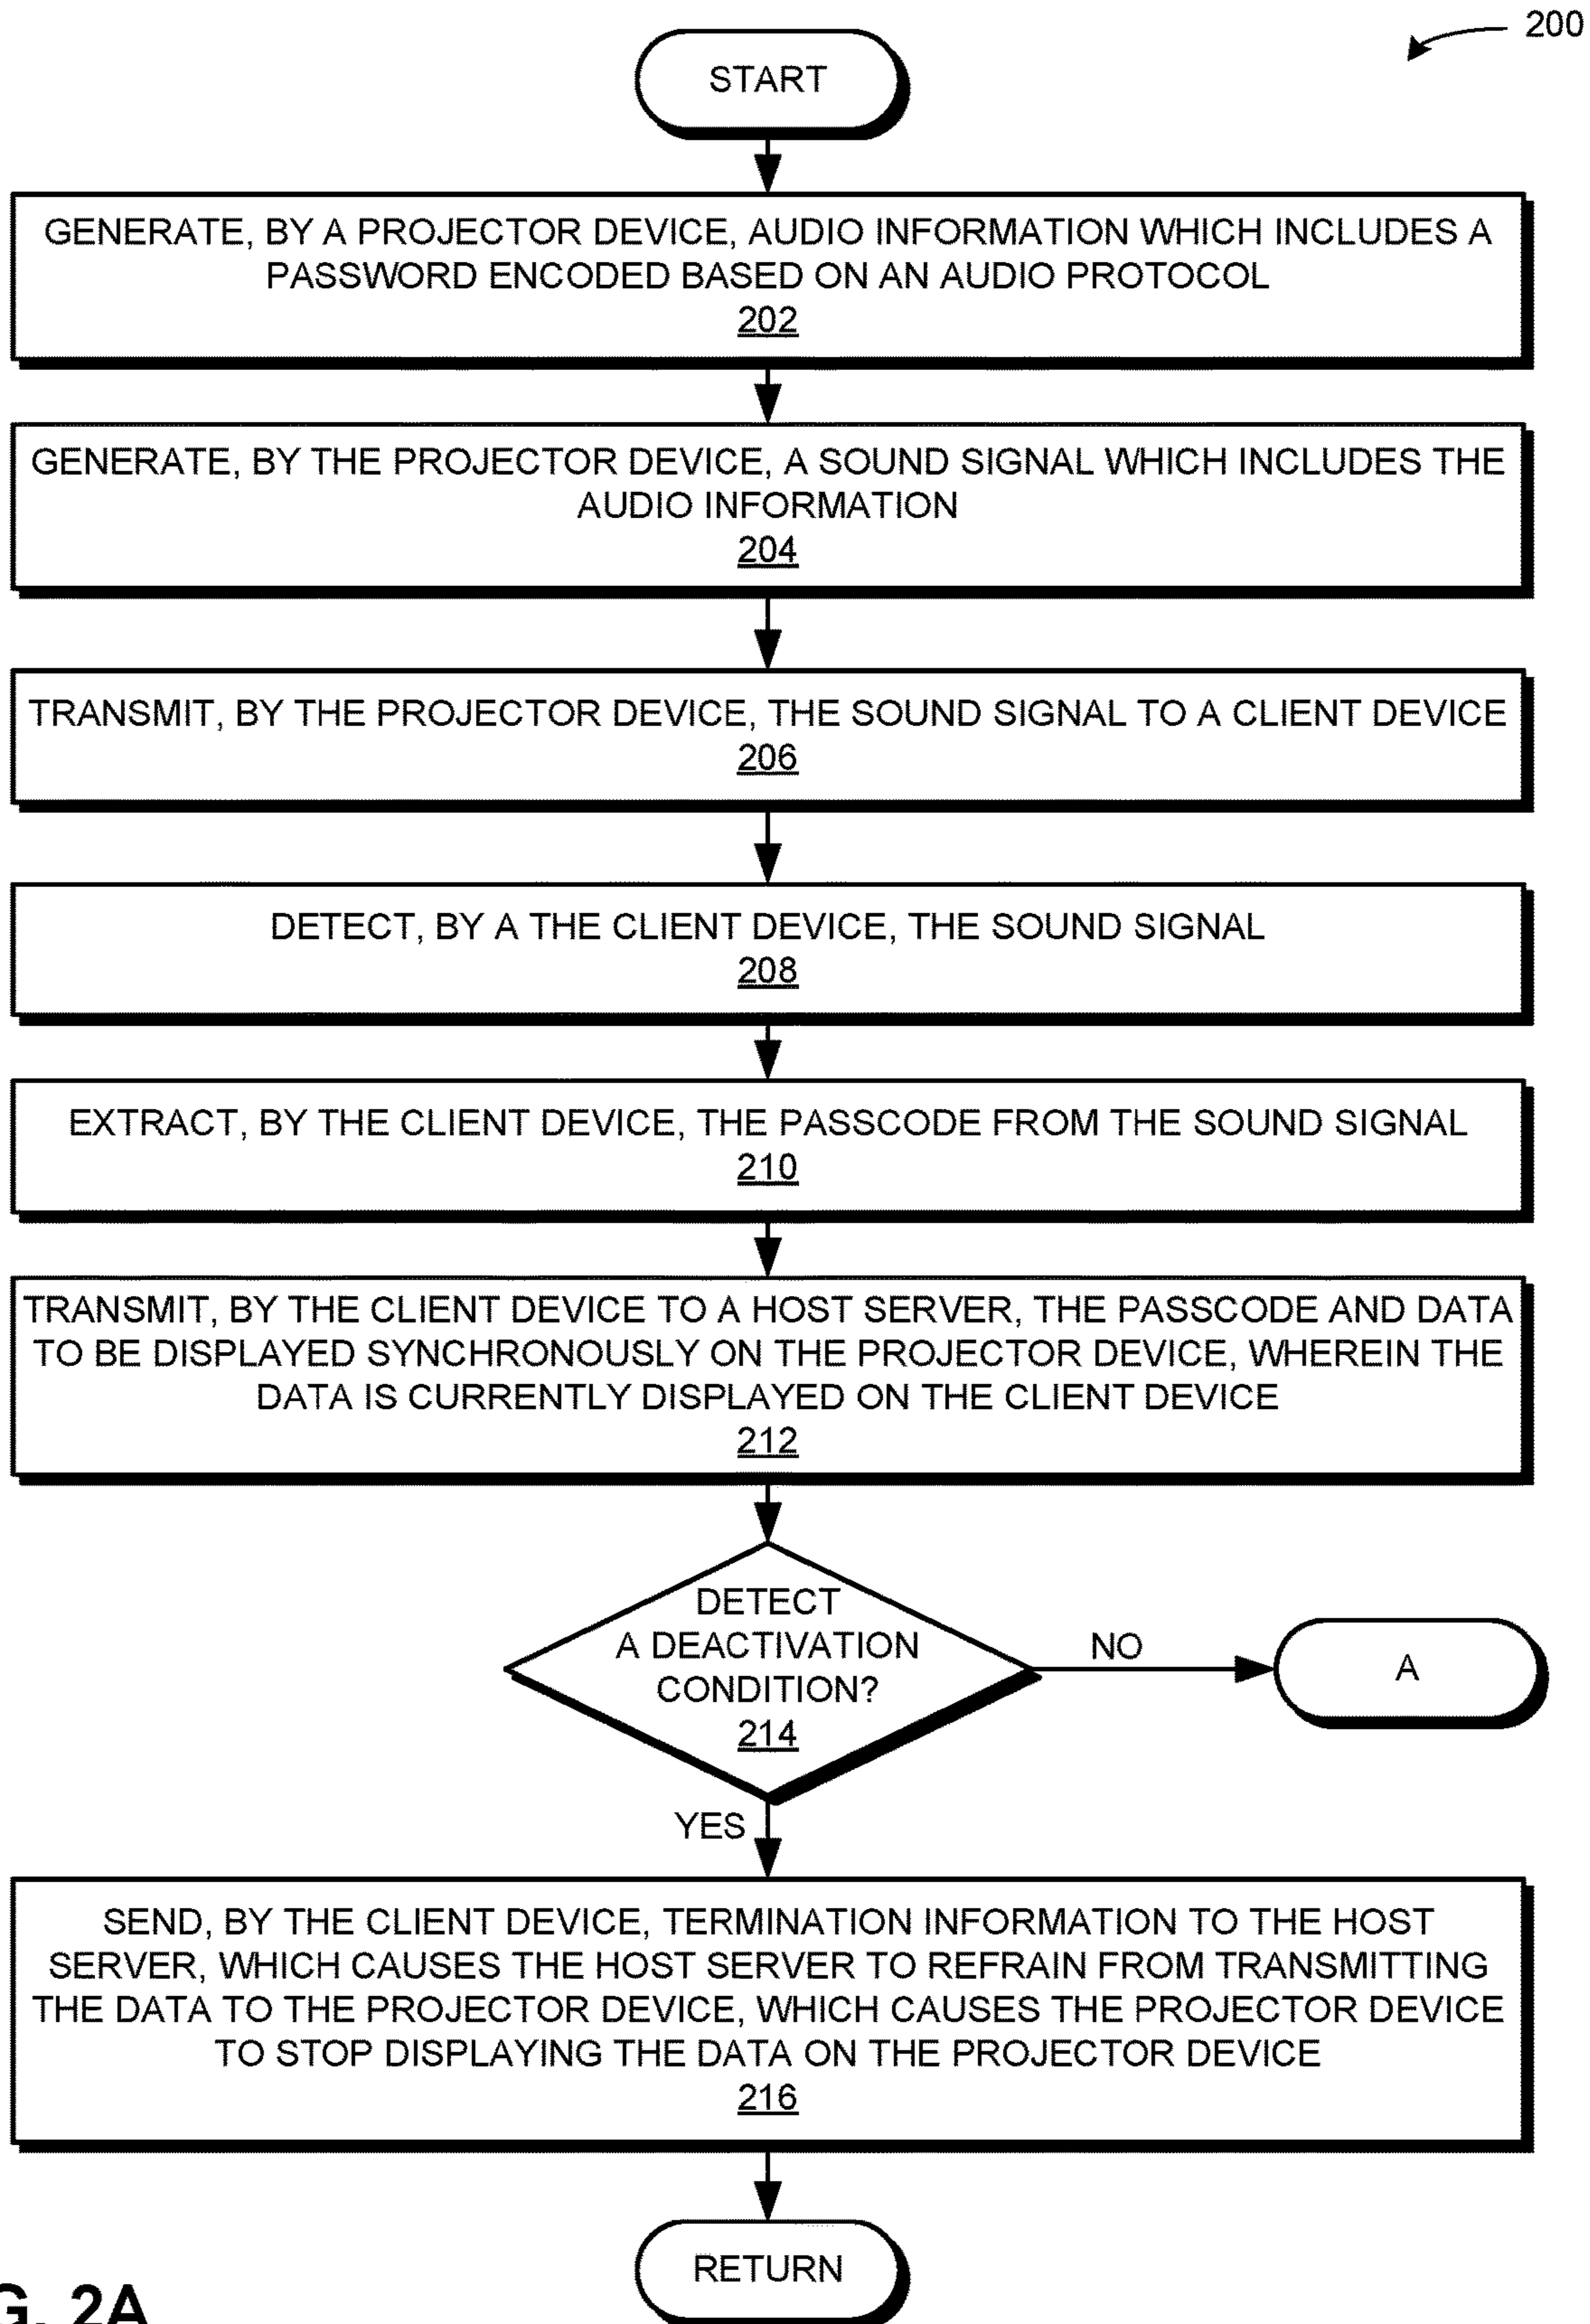 200
START
GENERATE, BY A PROJECTOR DEVICE, AUDIO INFORMATION WHICH INCLUDES A
PASSWORD ENCODED BASED ON AN AUDIO PROTOCOL
202
GENERATE, BY THE PROJECTOR DEVICE, A SOUND SIGNAL WHICH INCLUDES THE
AUDIO INFORMATION
204
TRANSMIT, BY THE PROJECTOR DEVICE, THE SOUND SIGNAL TO A CLIENT DEVICE
206
DETECT, BY A THE CLIENT DEVICE, THE SOUND SIGNAL
208
EXTRACT, BY THE CLIENT DEVICE, THE PASSCODE FROM THE SOUND SIGNAL
210
TRANSMIT, BY THE CLIENT DEVICE TO A HOST SERVER, THE PASSCODE AND DATA
TO BE DISPLAYED SYNCHRONOUSLY ON THE PROJECTOR DEVICE, WHEREIN THE
DATA IS CURRENTLY DISPLAYED ON THE CLIENT DEVICE
212
DETECT
A DEACTIVATION
CONDITION?
214
NO
A
YES
SEND, BY THE CLIENT DEVICE, TERMINATION INFORMATION TO THE HOST
SERVER, WHICH CAUSES THE HOST SERVER TO REFRAIN FROM TRANSMITTING
THE DATA TO THE PROJECTOR DEVICE, WHICH CAUSES THE PROJECTOR DEVICE
TO STOP DISPLAYING THE DATA ON THE PROJECTOR DEVICE
216
RETURN
G. 2A